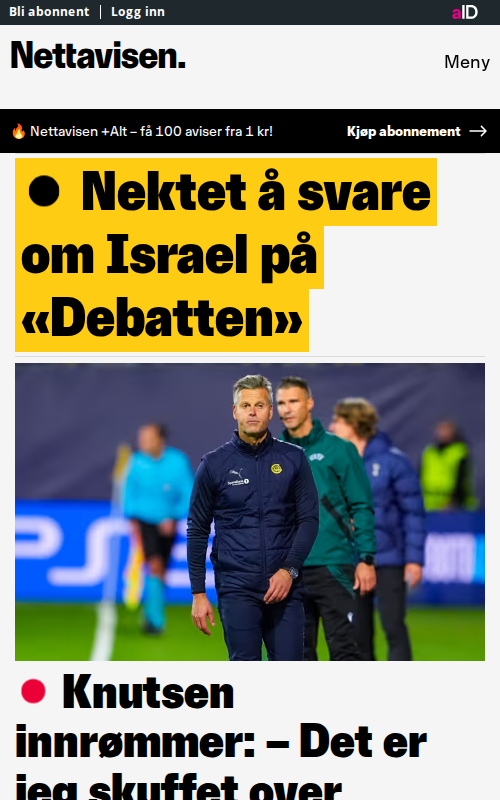 Bli abonnent
Logg inn
aID
Nettavisen.
Meny
🔥 Nettavisen +Alt – få 100 aviser fra 1 kr!
Kjøp abonnement →
● Nektet å svare
om Israel på
«Debatten»
UEFA
Knutsen
innrømmer: – Det er
jeg skuffet over